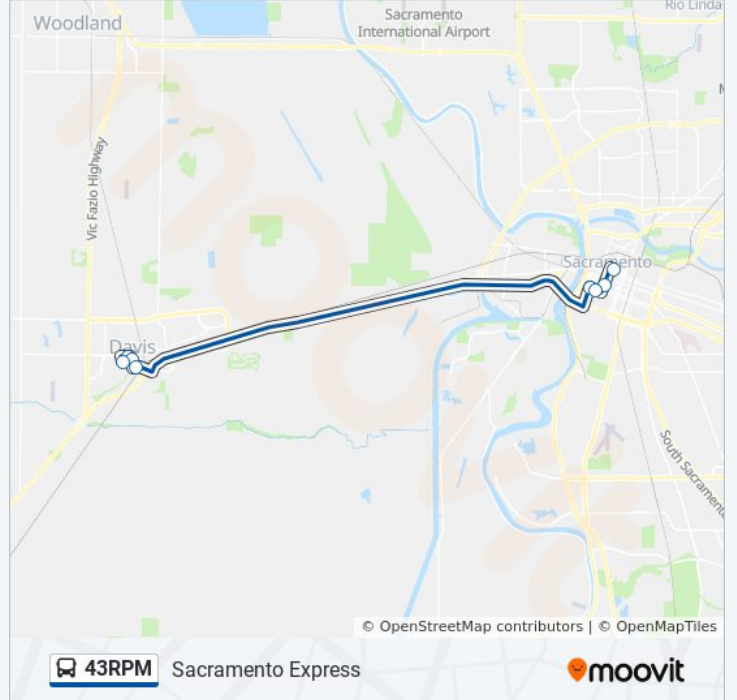 Rio Linda
Sacramento
International Airport
Woodland
Vic Fazio Highway
Sacramento
Davis
South Sacrament
© OpenStreetMap contributors | © OpenMapTiles
43RPM Sacramento Express
moovit